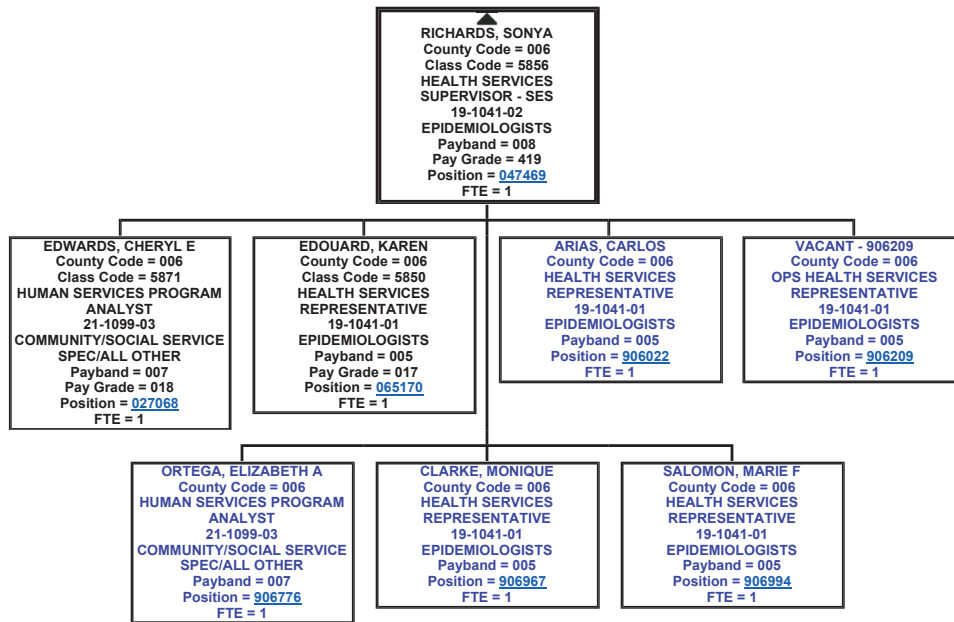 RICHARDS, SONYA
County Code = 006
Class Code = 5856
HEALTH SERVICES
SUPERVISOR - SES
19-1041-02
EPIDEMIOLOGISTS
Payband = 008
Pay Grade = 419
Position = 047469
FTE = 1
EDWARDS, CHERYL E
County Code = 006
Class Code = 5871
HUMAN SERVICES PROGRAM
ANALYST
21-1099-03
COMMUNITY/SOCIAL SERVICE
SPEC/ALL OTHER
Payband = 007
Pay Grade = 018
Position = 027068
FTE = 1
EDOUARD, KAREN
County Code = 006
Class Code = 5850
HEALTH SERVICES
REPRESENTATIVE
19-1041-01
EPIDEMIOLOGISTS
Payband = 005
Pay Grade = 017
Position = 065170
FTE = 1
ARIAS, CARLOS
County Code = 006
HEALTH SERVICES
REPRESENTATIVE
19-1041-01
EPIDEMIOLOGISTS
Payband = 005
Position = 906022
FTE = 1
VACANT - 906209
County Code = 006
OPS HEALTH SERVICES
REPRESENTATIVE
19-1041-01
EPIDEMIOLOGISTS
Payband = 005
Position = 906209
FTE = 1
ORTEGA, ELIZABETH A
County Code = 006
HUMAN SERVICES PROGRAM
ANALYST
21-1099-03
COMMUNITY/SOCIAL SERVICE
SPEC/ALL OTHER
Payband = 007
Position = 906776
FTE = 1
CLARKE, MONIQUE
County Code = 006
HEALTH SERVICES
REPRESENTATIVE
19-1041-01
EPIDEMIOLOGISTS
Payband = 005
Position = 906967
FTE = 1
SALOMON, MARIE F
County Code = 006
HEALTH SERVICES
REPRESENTATIVE
19-1041-01
EPIDEMIOLOGISTS
Payband = 005
Position = 906994
FTE = 1